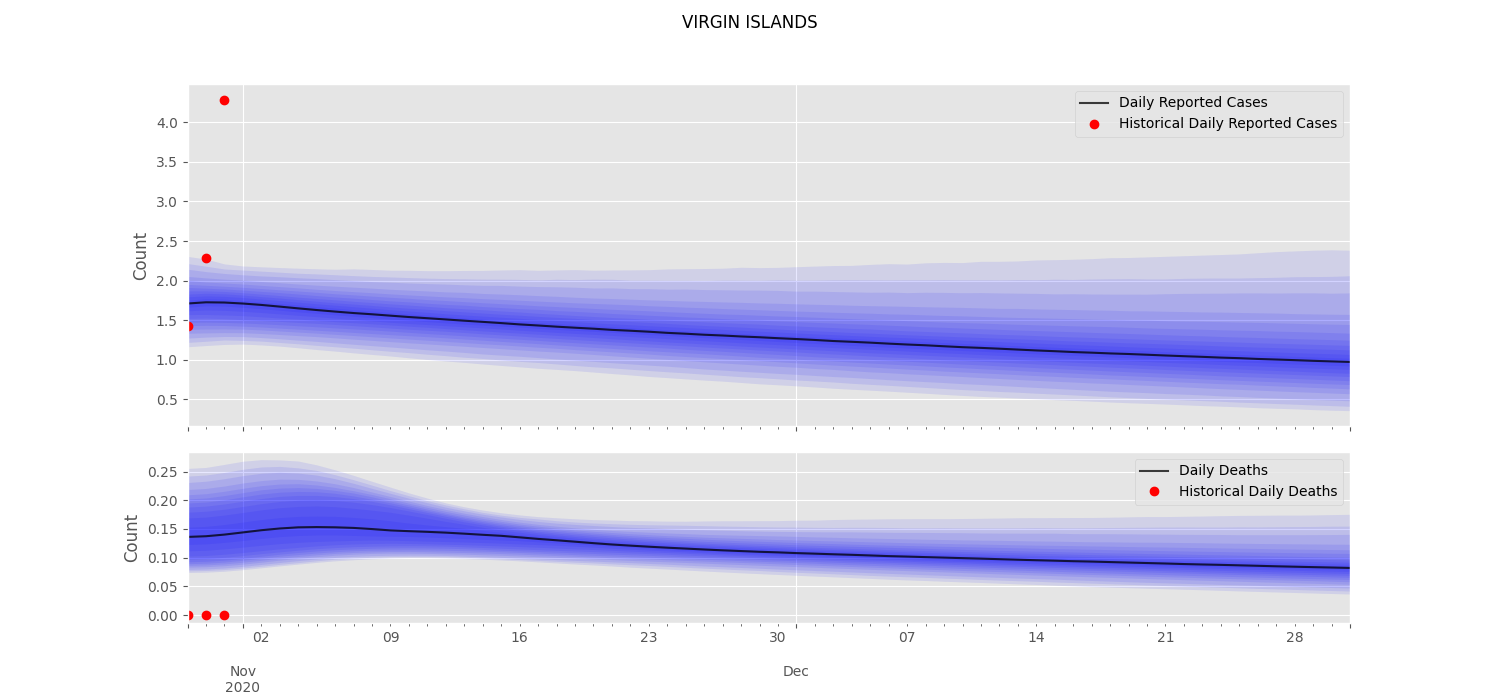 VIRGIN ISLANDS
Daily Reported Cases
Historical Daily Reported Cases
Count
4.0
3.5
3.0
2.5
2.0
1.5
1.0
0.5
Daily Deaths
Historical Daily Deaths
Count
0.25
0.20
0.15
0.10
0.05
0.00
02 09 16 23 30 07 14 21 28
Nov Dec
2020